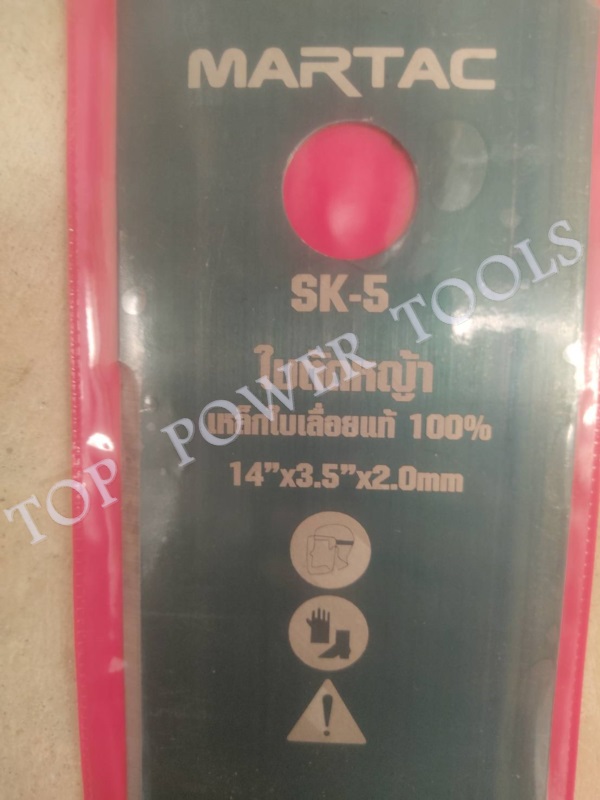 MARTAC
SK-5
ใบตัดหญ้า
เหล็กใบเลื่อยแท้ 100%
14”x3.5”x2.0mm
TOP POWER TOOLS